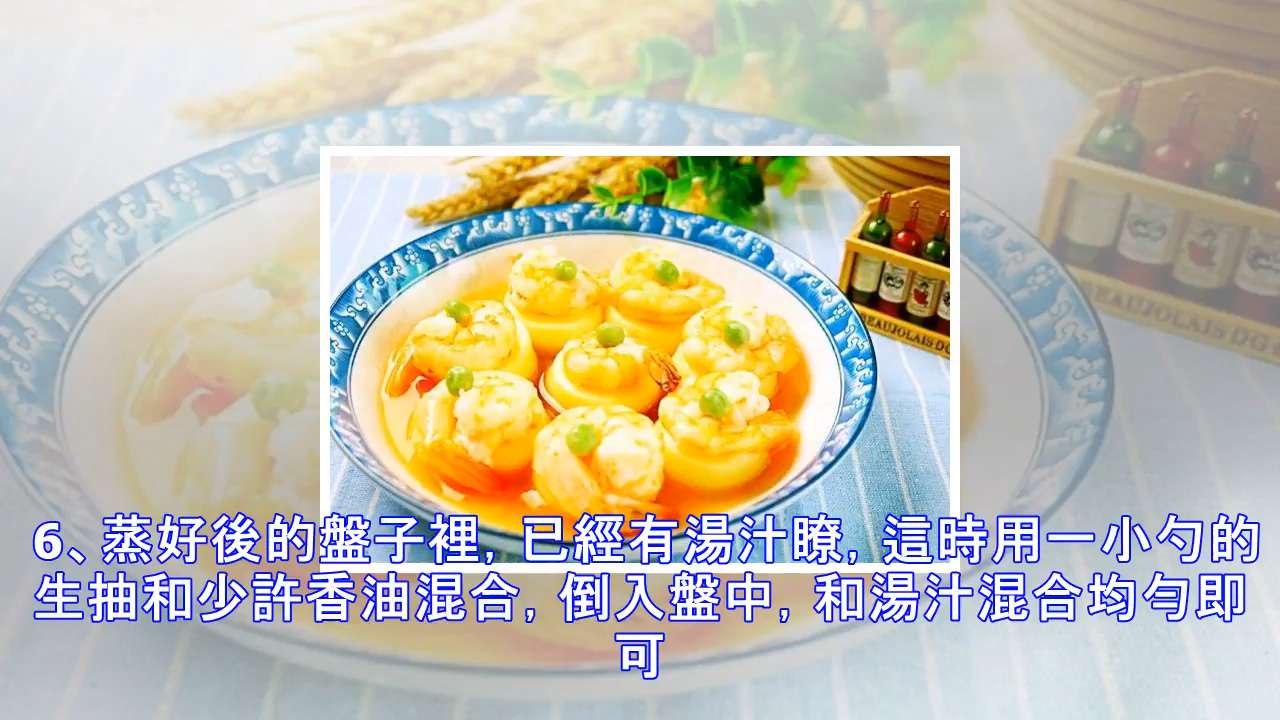 BEAUJOLAIS DG
6、蒸好後的盤子裡, 已經有湯汁瞭, 這時用一小勺的
生抽和少許香油混合, 倒入盤中, 和湯汁混合均勻即
可